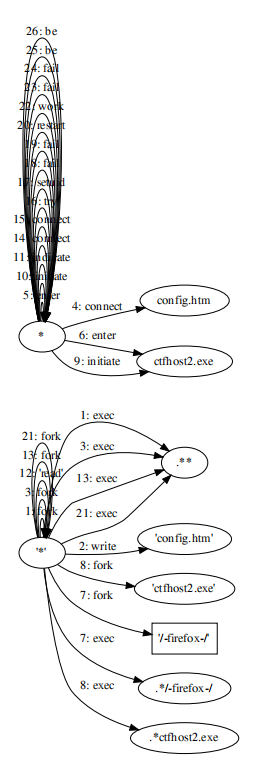 26: be
25: be
24: fail
23: fail
22: work
20: restart
19: fail
18: fail
17: setuid
16: try
15: connect
14: connect
11: indicate
10: initiate
5: enter
4: connect
config.htm
*
6: enter
ctfhost2.exe
9: initiate
1: exec
21: fork
3: exec
13: fork
.**
12: 'read'
13: exec
3: fork
1: fork
21: exec
'*'
2: write
'config.htm'
8: fork
'ctfhost2.exe'
7: fork
'/-firefox-/'
7: exec
.*/-firefox-/
8: exec
.*ctfhost2.exe